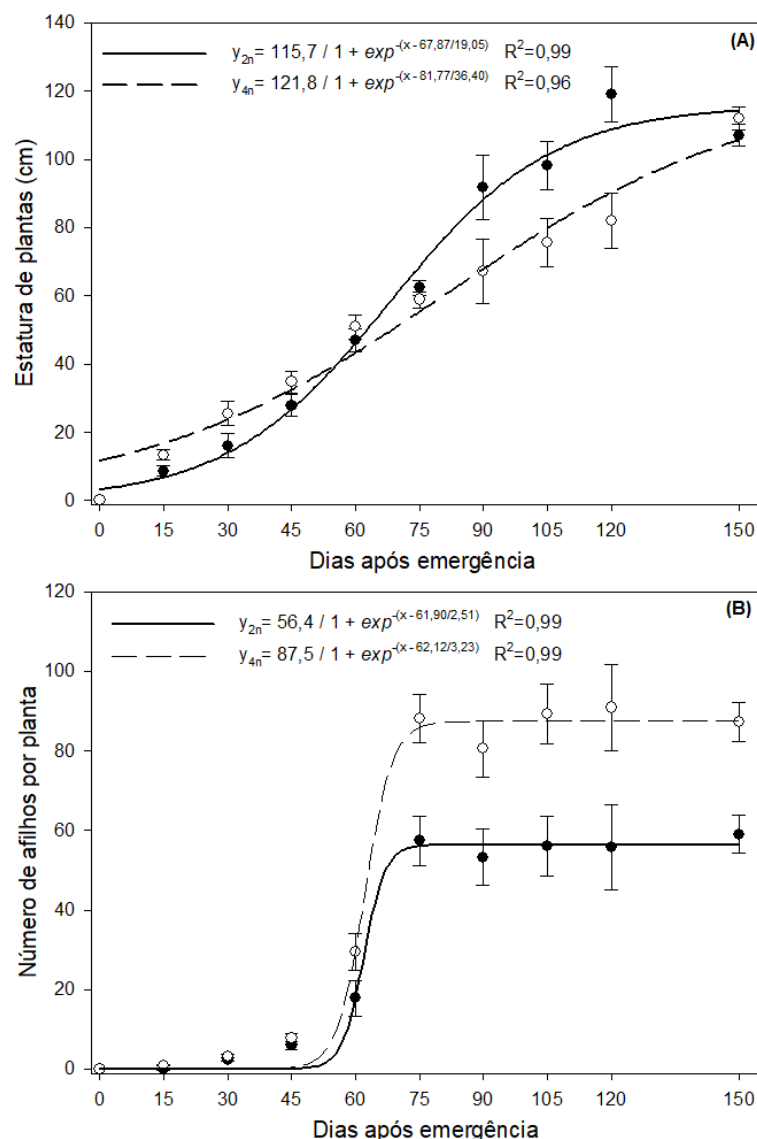 (A)
y2n= 115,7 / 1 + exp-(x - 67,87/19,05) R2=0,99
y4n= 121,8 / 1 + exp-(x - 81,77/36,40) R2=0,96
Estatura de plantas (cm)
140
120
100
80
60
40
20
0
0 15 30 45 60 75 90 105 120 150
Dias após emergência
(B)
y2n= 56,4 / 1 + exp-(x - 61,90/2,51) R2=0,99
y4n= 87,5 / 1 + exp-(x - 62,12/3,23) R2=0,99
Número de afilhos por planta
120
100
80
60
40
20
0
0 15 30 45 60 75 90 105 120 150
Dias após emergência